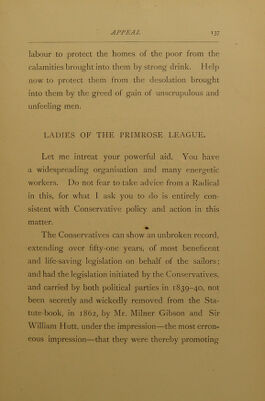 APPEAL 137
labour to protect the homes of the poor from the
calamities brought into them by strong drink. Help
now to protect them from the desolation brought
into them by the greed of gain of unscrupulous and
unfeeling men.
LADIES OF THE PRIMROSE LEAGUE.
Let me intreat your powerful aid. You have
a widespreading organisation and many energetic
workers. Do not fear to take advice from a Radical
in this, for what I ask you to do is entirely con-
sistent with Conservative policy and action in this
matter.
The Conservatives can show an unbroken record,
extending over fifty-one years, of most beneficent
and life-saving legislation on behalf of the sailors;
and had the legislation initiated by the Conservatives,
and carried by both political parties in 1839-40, not
been secretly and wickedly removed from the Sta-
tute-book, in 1862, by Mr. Milner Gibson and Sir
William Hutt, under the impression—the most erron-
eous impression—that they were thereby promoting